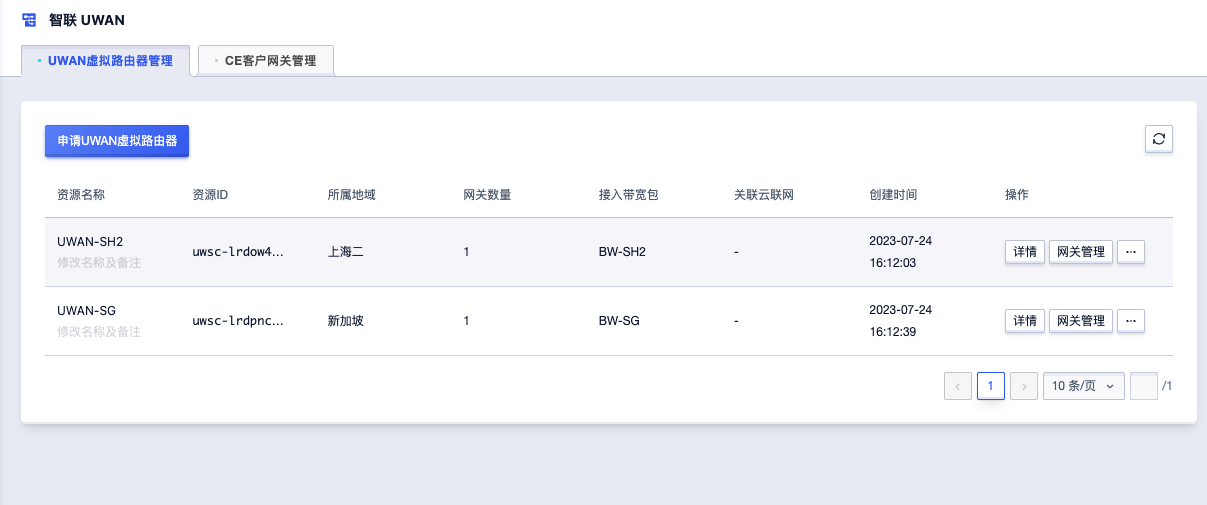 智联 UWAN
UWAN虚拟路由器管理 CE客户网关管理
申请UWAN虚拟路由器
资源名称 资源ID 所属地域 网关数量 接入带宽包 关联云联网 创建时间 操作
UWAN-SH2 uwsc-lrdow4... 上海二 1 BW-SH2 - 2023-07-24 详情 网关管理 ...
修改名称及备注 16:12:03
UWAN-SG uwsc-lrdpnc... 新加坡 1 BW-SG - 2023-07-24 详情 网关管理 ...
修改名称及备注 16:12:39
‹ 1 › 10 条/页 /1